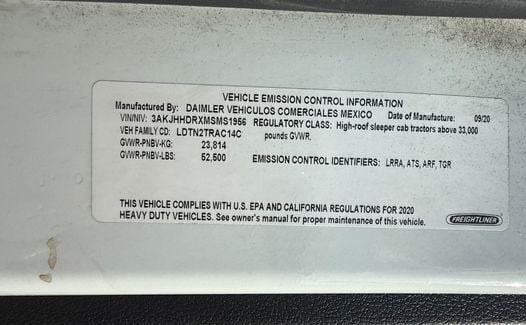 VEHICLE EMISSION CONTROL INFORMATION
Manufactured By: DAIMLER VEHICULOS COMERCIALES MEXICO Date of Manufacture: 09/20
VIN/NIV: 3AKJHHDRXMSMS1956 REGULATORY CLASS: High-roof sleeper cab tractors above 33,000
VEH FAMILY CD: LDTN2TRAC14C pounds GVWR.
GVWR-PNBV-KG: 23,814
GVWR-PNBV-LBS: 52,500 EMISSION CONTROL IDENTIFIERS: LRRA, ATS, ARF, TGR
THIS VEHICLE COMPLIES WITH U.S. EPA AND CALIFORNIA REGULATIONS FOR 2020
HEAVY DUTY VEHICLES. See owner's manual for proper maintenance of this vehicle.
FREIGHTLINER